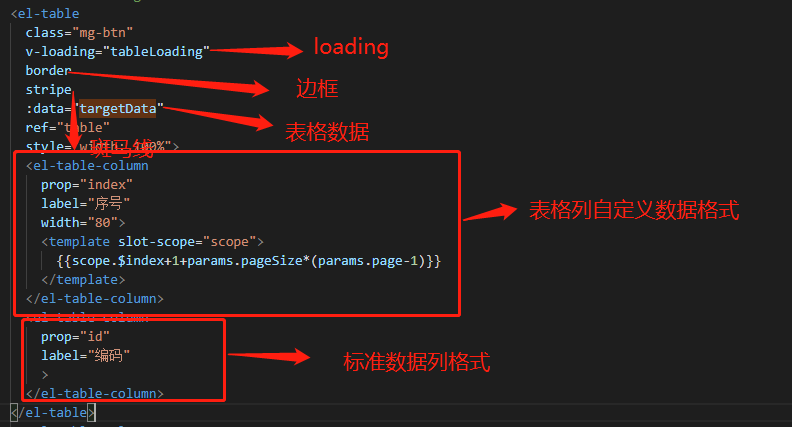 <el-table
class="mg-btn"
v-loading="tableLoading"
loading
border
边框
stripe
:data="targetData"
表格数据
ref="table"
斑马线
style="width: 100%">
<el-table-column
prop="index"
label="序号"
表格列自定义数据格式
width="80">
<template slot-scope="scope">
{{scope.$index+1+params.pageSize*(params.page-1)}}
</template>
</el-table-column>
<el-table-column
prop="id"
label="编码"
标准数据列格式
>
</el-table-column>
</el-table>